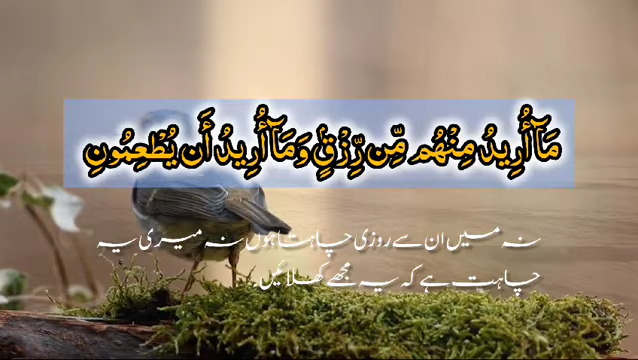 مَآ أُرِيدُ مِنْهُم مِّن رِّزْقٍ وَمَآ أُرِيدُ أَن يُطْعِمُونِ
نہ میں ان سے روزی چاہتا ہوں نہ میری یہ
چاہت ہے کہ یہ مجھے کھلائیں۔